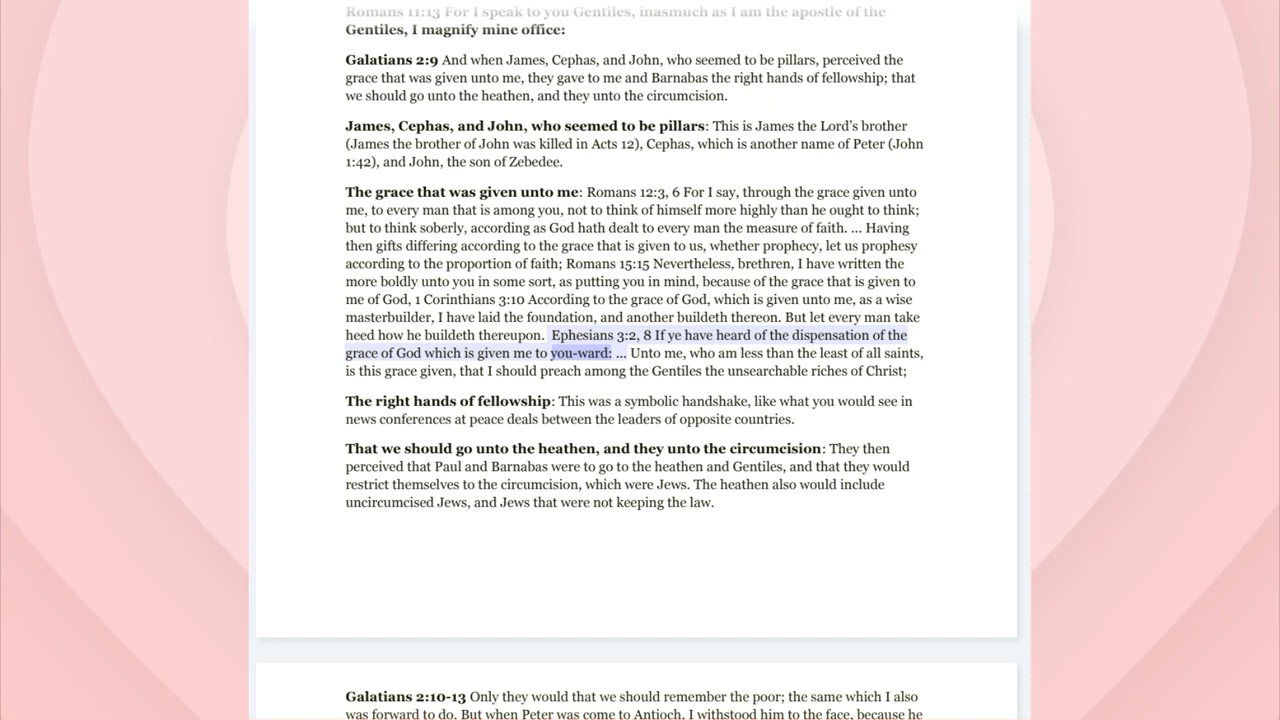 Romans 11:13 For I speak to you Gentiles, inasmuch as I am the apostle of the
Gentiles, I magnify mine office:
Galatians 2:9 And when James, Cephas, and John, who seemed to be pillars, perceived the
grace that was given unto me, they gave to me and Barnabas the right hands of fellowship; that
we should go unto the heathen, and they unto the circumcision.
James, Cephas, and John, who seemed to be pillars: This is James the Lord’s brother
(James the brother of John was killed in Acts 12), Cephas, which is another name of Peter (John
1:42), and John, the son of Zebedee.
The grace that was given unto me: Romans 12:3, 6 For I say, through the grace given unto
me, to every man that is among you, not to think of himself more highly than he ought to think;
but to think soberly, according as God hath dealt to every man the measure of faith. ... Having
then gifts differing according to the grace that is given to us, whether prophecy, let us prophesy
according to the proportion of faith; Romans 15:15 Nevertheless, brethren, I have written the
more boldly unto you in some sort, as putting you in mind, because of the grace that is given to
me of God, 1 Corinthians 3:10 According to the grace of God, which is given unto me, as a wise
masterbuilder, I have laid the foundation, and another buildeth thereon. But let every man take
heed how he buildeth thereupon. Ephesians 3:2, 8 If ye have heard of the dispensation of the
grace of God which is given me to you-ward: ... Unto me, who am less than the least of all saints,
is this grace given, that I should preach among the Gentiles the unsearchable riches of Christ;
The right hands of fellowship: This was a symbolic handshake, like what you would see in
news conferences at peace deals between the leaders of opposite countries.
That we should go unto the heathen, and they unto the circumcision: They then
perceived that Paul and Barnabas were to go to the heathen and Gentiles, and that they would
restrict themselves to the circumcision, which were Jews. The heathen also would include
uncircumcised Jews, and Jews that were not keeping the law.
Galatians 2:10-13 Only they would that we should remember the poor; the same which I also
was forward to do. But when Peter was come to Antioch, I withstood him to the face, because he